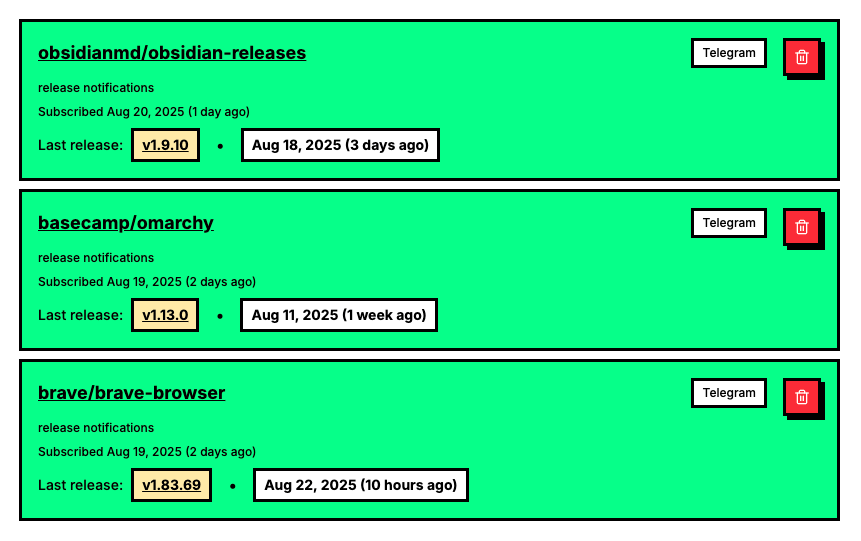 obsidianmd/obsidian-releases
Telegram
release notifications
Subscribed Aug 20, 2025 (1 day ago)
Last release: v1.9.10 • Aug 18, 2025 (3 days ago)
basecamp/omarchy
Telegram
release notifications
Subscribed Aug 19, 2025 (2 days ago)
Last release: v1.13.0 • Aug 11, 2025 (1 week ago)
brave/brave-browser
Telegram
release notifications
Subscribed Aug 19, 2025 (2 days ago)
Last release: v1.83.69 • Aug 22, 2025 (10 hours ago)